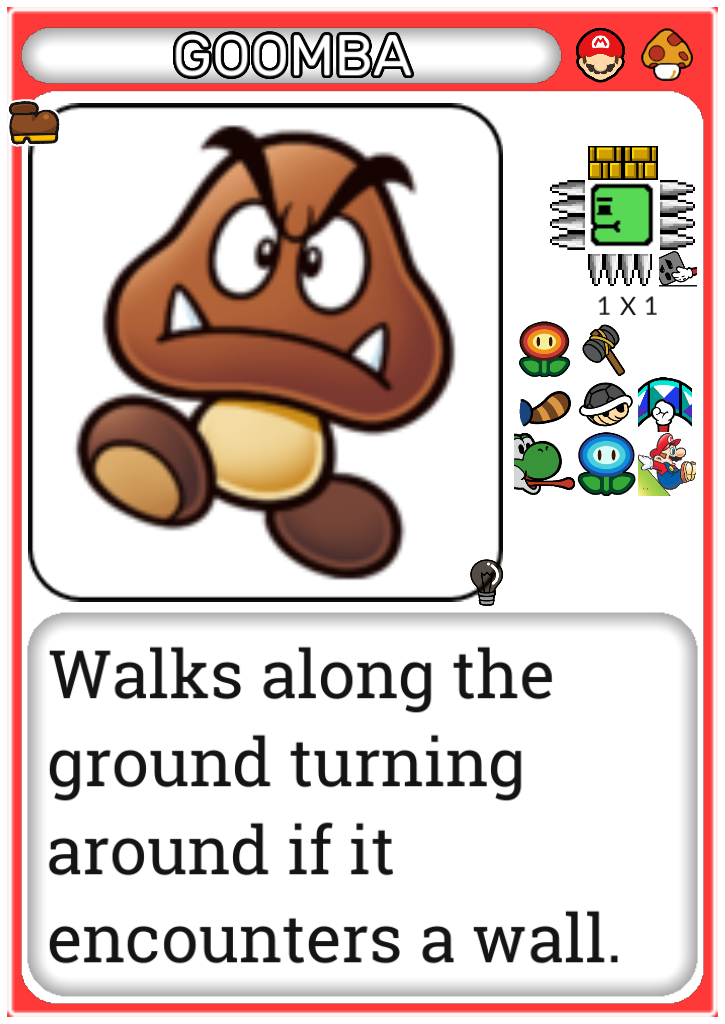 GOOMBA
1 X 1
Walks along the
ground turning
around if it
encounters a wall.